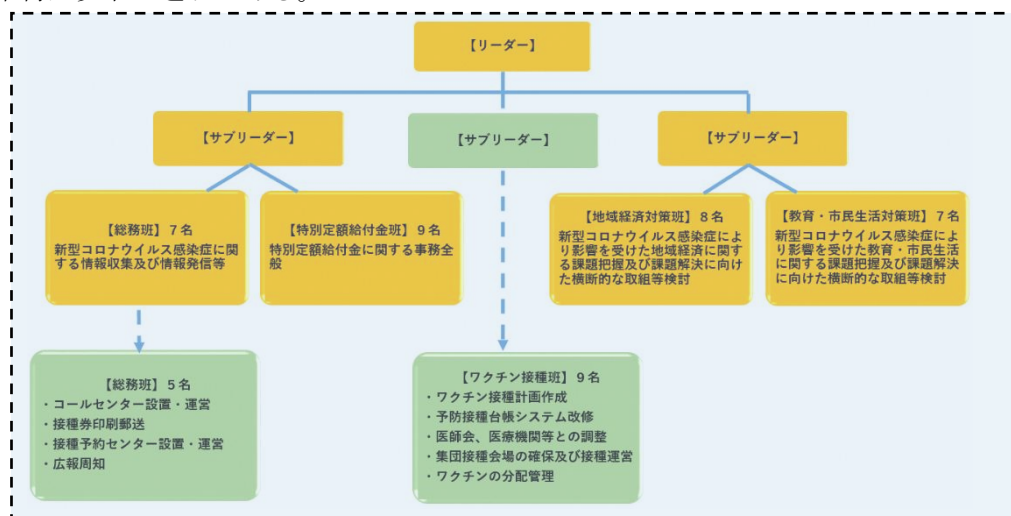 【リーダー】
【サブリーダー】
【サブリーダー】
【サブリーダー】
【総務班】７名
新型コロナウイルス感染症に関
する情報収集及び情報発信等
【特別定額給付金班】９名
特別定額給付金に関する事務全
般
【地域経済対策班】８名
新型コロナウイルス感染症によ
り影響を受けた地域経済に関す
る課題把握及び課題解決に向け
た横断的な取組等検討
【教育・市民生活対策班】７名
新型コロナウイルス感染症によ
り影響を受けた教育・市民生活
に関する課題把握及び課題解決
に向けた横断的な取組等検討
【総務班】５名
・コールセンター設置・運営
・接種券印刷郵送
・接種予約センター設置・運営
・広報周知
【ワクチン接種班】９名
・ワクチン接種計画作成
・予防接種台帳システム改修
・医師会、医療機関等との調整
・集団接種会場の確保及び接種運営
・ワクチンの分配管理